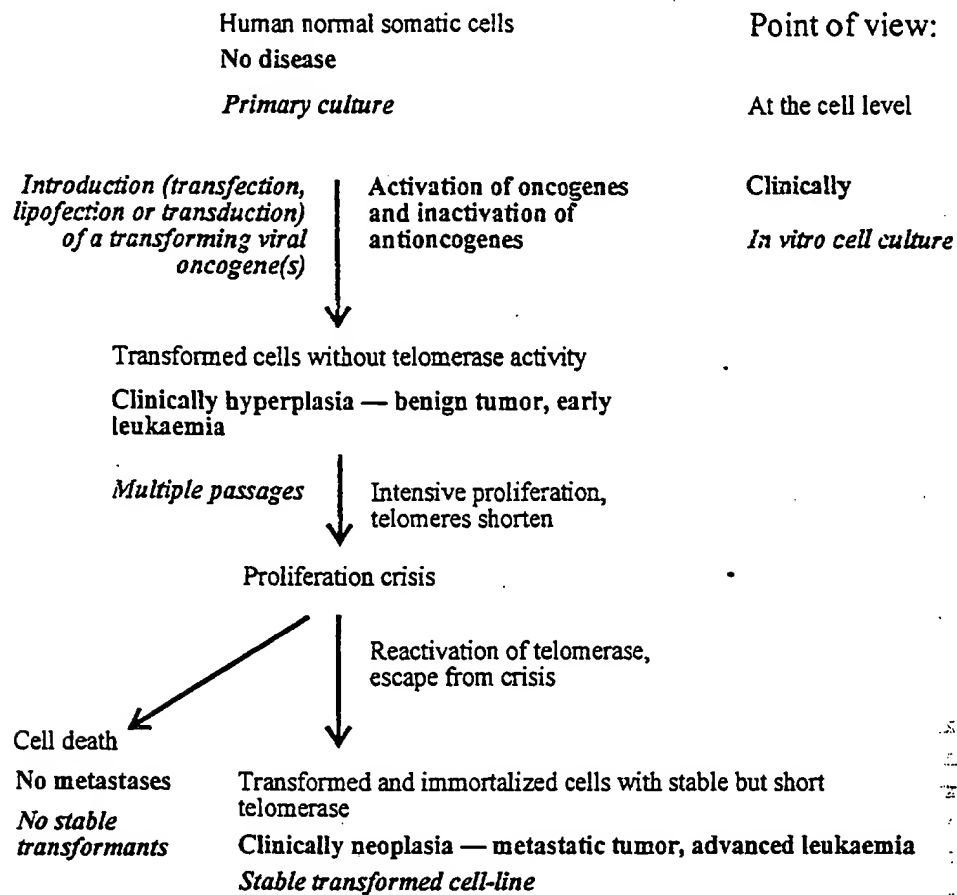 Human normal somatic cells
No disease
Primary culture
Point of view:
At the cell level
Clinically
In vitro cell culture
Introduction (transfection,
lipofection or transduction)
of a transforming viral
oncogene(s)
Activation of oncogenes
and inactivation of
antioncogenes
Transformed cells without telomerase activity
Clinically hyperplasia — benign tumor, early
leukaemia
Multiple passages
Intensive proliferation,
telomeres shorten
Proliferation crisis
Reactivation of telomerase,
escape from crisis
Cell death
No metastases
No stable
transformants
Transformed and immortalized cells with stable but short
telomerase
Clinically neoplasia — metastatic tumor, advanced leukaemia
Stable transformed cell-line